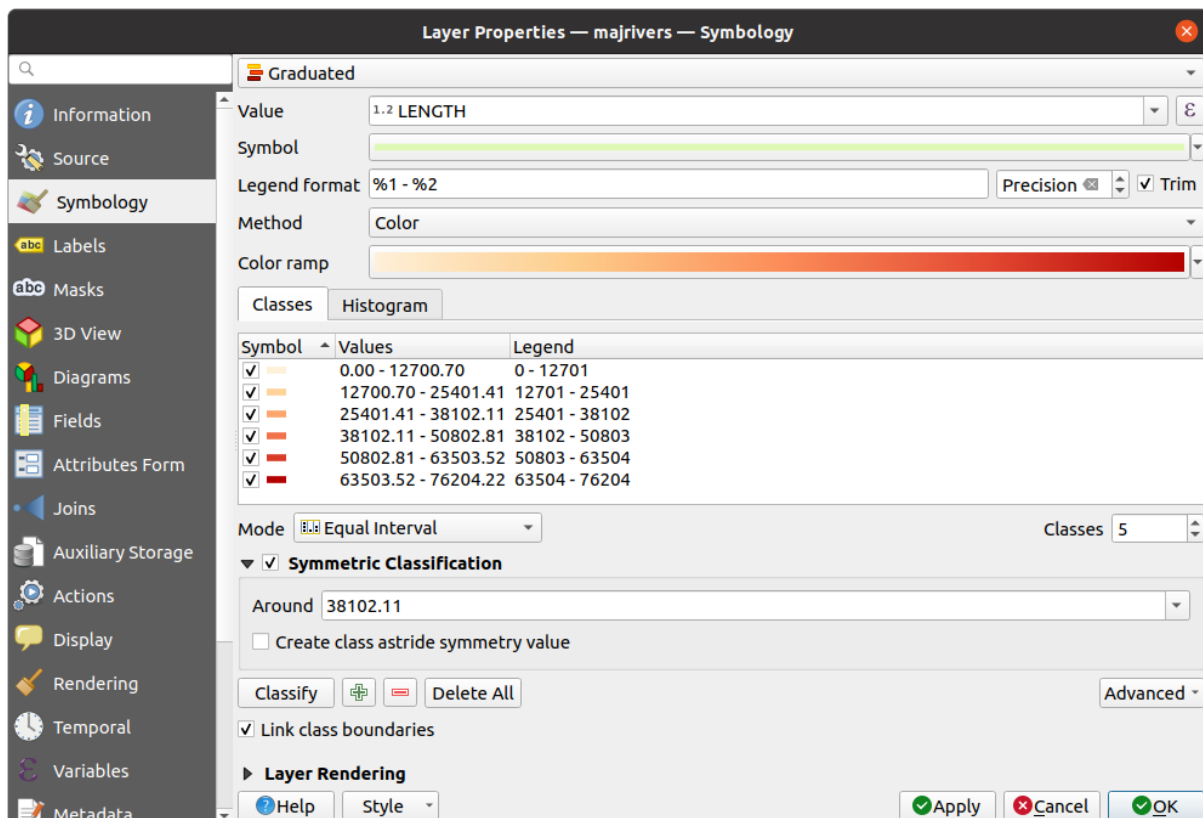 Layer Properties — majrivers — Symbology
Information
Source
Symbology
abc Labels
abc Masks
3D View
Diagrams
Fields
Attributes Form
Joins
Auxiliary Storage
Actions
Display
Rendering
Temporal
Variables
Metadata
Graduated
Value 1.2 LENGTH ε
Symbol
Legend format %1 - %2 Precision Trim
Method Color
Color ramp
Classes Histogram
Symbol Values Legend
0.00 - 12700.70 0 - 12701
12700.70 - 25401.41 12701 - 25401
25401.41 - 38102.11 25401 - 38102
38102.11 - 50802.81 38102 - 50803
50802.81 - 63503.52 50803 - 63504
63503.52 - 76204.22 63504 - 76204
Mode Equal Interval Classes 5
Symmetric Classification
Around 38102.11
Create class astride symmetry value
Classify Delete All Advanced
Link class boundaries
Layer Rendering
Help Style Apply Cancel OK